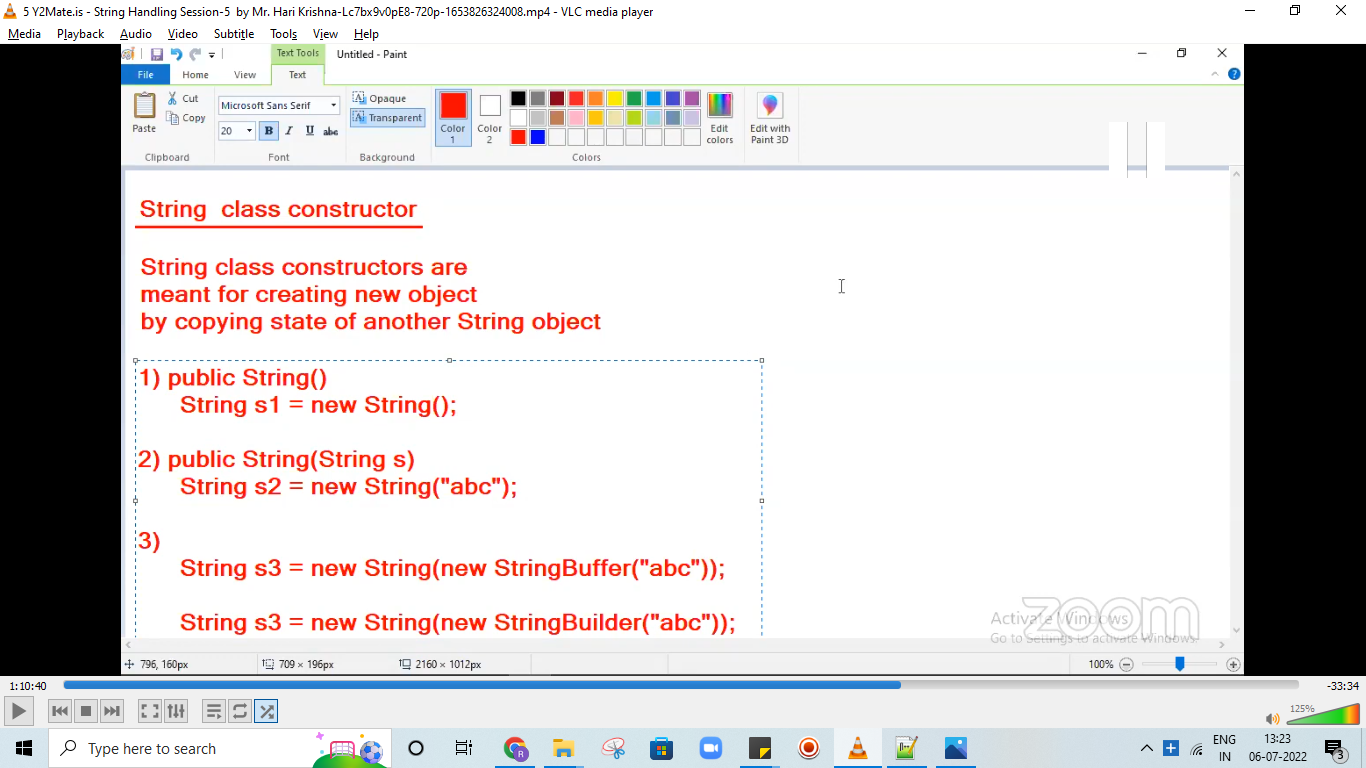 5 Y2Mate.is - String Handling Session-5 by Mr. Hari Krishna-Lc7bx9v0pE8-720p-1653826324008.mp4 - VLC media player
Media Playback Audio Video Subtitle Tools View Help
Text Tools Untitled - Paint
File Home View Text
Paste Cut Copy
Microsoft Sans Serif
20 B I U abc
Opaque
Transparent
Color 1
Color 2
Edit colors
Edit with Paint 3D
Clipboard Font Background Colors
String class constructor
String class constructors are
meant for creating new object
by copying state of another String object
1) public String()
String s1 = new String();
2) public String(String s)
String s2 = new String("abc");
3)
String s3 = new String(new StringBuffer("abc"));
String s3 = new String(new StringBuilder("abc"));
zoom
Activate Windows
Go to Settings to activate Windows.
796, 160px 709 × 196px 2160 × 1012px 100%
1:10:40 -33:34
125%
Type here to search
ENG
IN
13:23
06-07-2022
3